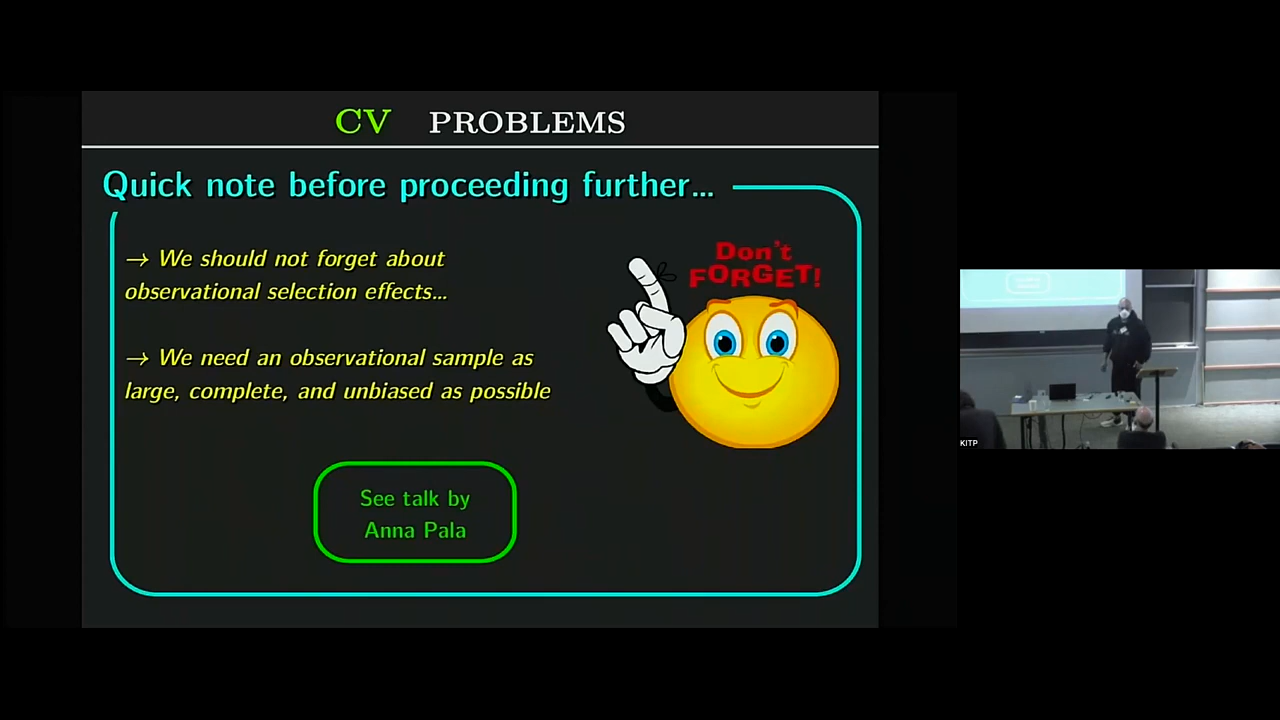 CV PROBLEMS
Quick note before proceeding further...
→ We should not forget about
observational selection effects...
→ We need an observational sample as
large, complete, and unbiased as possible
Don't
FORGET!
See talk by
Anna Pala
KITP